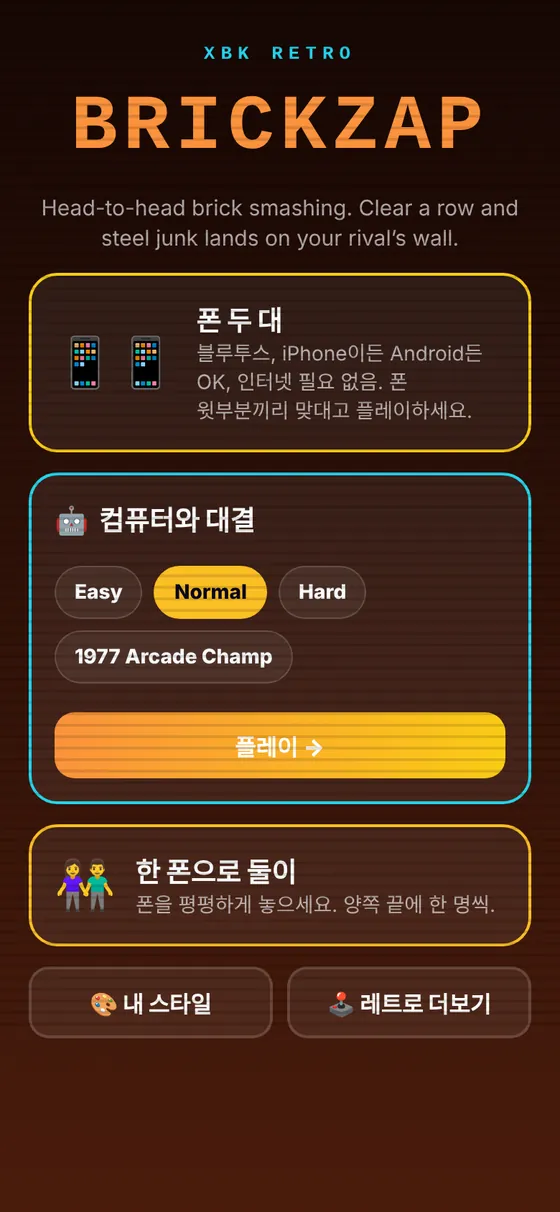 XBK RETRO
BRICKZAP
Head-to-head brick smashing. Clear a row and
steel junk lands on your rival’s wall.
폰 두 대
블루투스, iPhone이든 Android든
OK, 인터넷 필요 없음. 폰
윗부분끼리 맞대고 플레이하세요.
컴퓨터와 대결
Easy
Normal
Hard
1977 Arcade Champ
플레이 →
한 폰으로 둘이
폰을 평평하게 놓으세요. 양쪽 끝에 한 명씩.
내 스타일
레트로 더보기